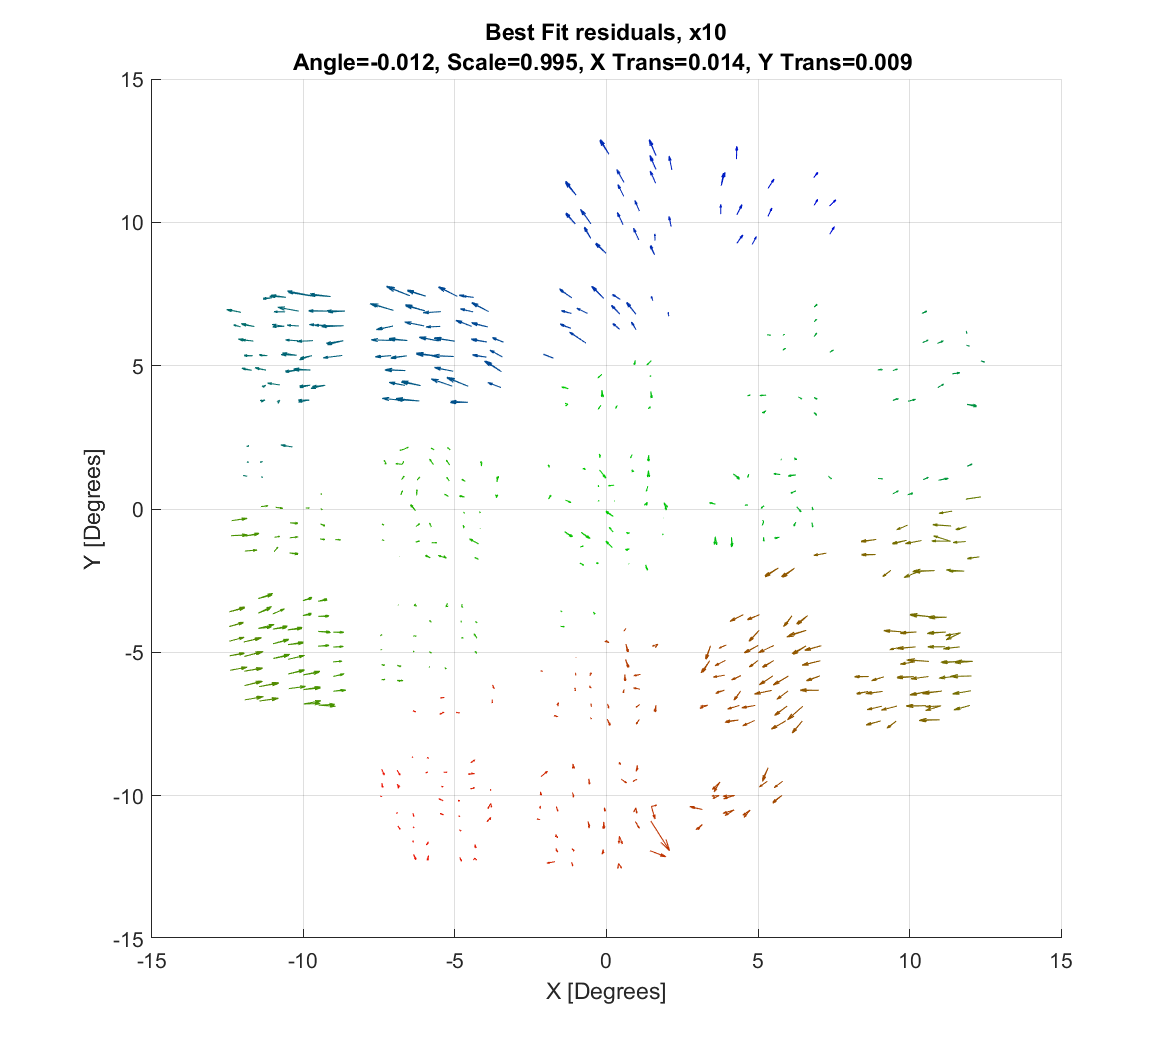 Best Fit residuals, x10
Angle=-0.012, Scale=0.995, X Trans=0.014, Y Trans=0.009
15
10
5
0
-5
-10
-15
Y [Degrees]
-15 -10 -5 0 5 10 15
X [Degrees]